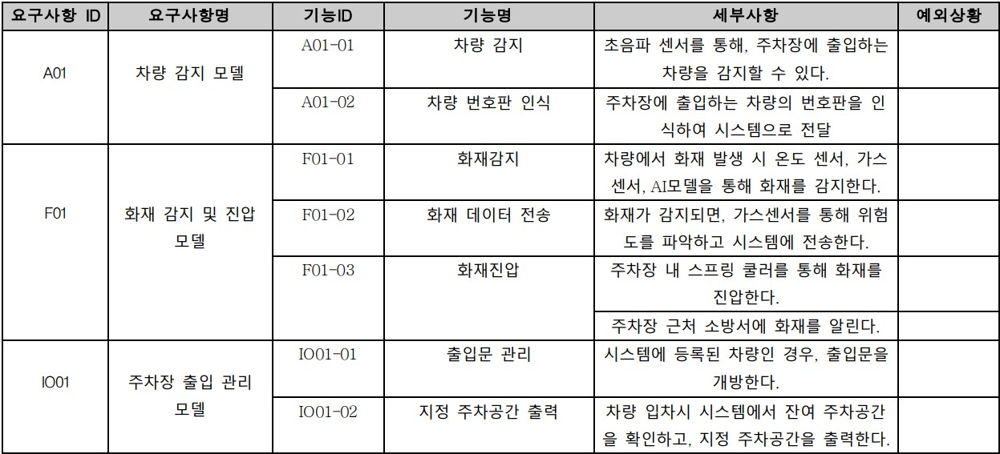 요구사항 ID 요구사항명 기능ID 기능명 세부사항 예외상황
A01 차량 감지 모델 A01-01 차량 감지 초음파 센서를 통해, 주차장에 출입하는
차량을 감지할 수 있다.
A01-02 차량 번호판 인식 주차장에 출입하는 차량의 번호판을 인
식하여 시스템으로 전달
F01 화재 감지 및 진압
모델
F01-01 화재감지 차량에서 화재 발생 시 온도 센서, 가스
센서, AI모델을 통해 화재를 감지한다.
F01-02 화재 데이터 전송 화재가 감지되면, 가스센서를 통해 위험
도를 파악하고 시스템에 전송한다.
F01-03 화재진압 주차장 내 스프링 쿨러를 통해 화재를
진압한다.
주차장 근처 소방서에 화재를 알린다.
IO01 주차장 출입 관리
모델
IO01-01 출입문 관리 시스템에 등록된 차량인 경우, 출입문을
개방한다.
IO01-02 지정 주차공간 출력 차량 입차시 시스템에서 잔여 주차공간
을 확인하고, 지정 주차공간을 출력한다.